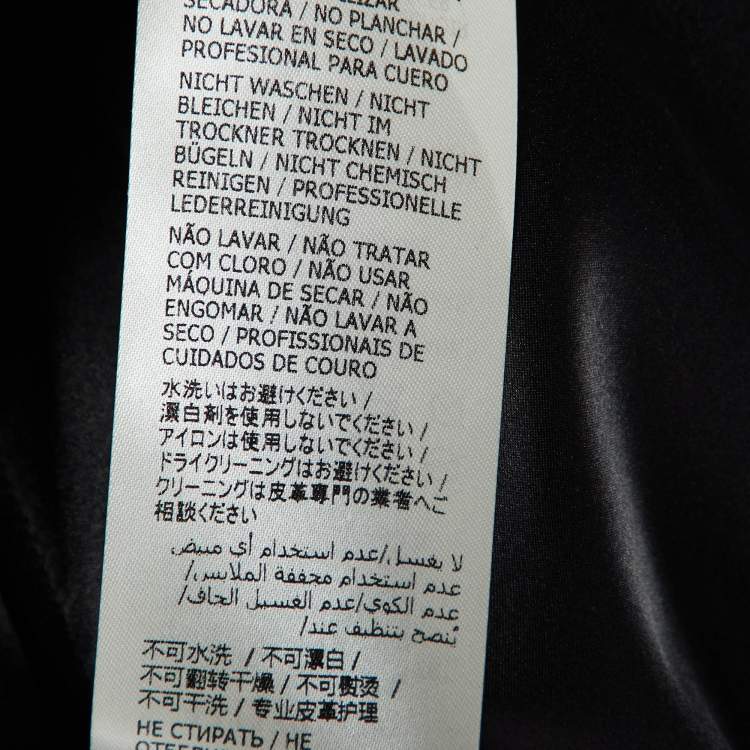 SECADORA / NO PLANCHAR /
NO LAVAR EN SECO / LAVADO
PROFESIONAL PARA CUERO
NICHT WASCHEN / NICHT
BLEICHEN / NICHT IM
TROCKNER TROCKNEN / NICHT
BÜGELN / NICHT CHEMISCH
REINIGEN / PROFESSIONELLE
LEDERREINIGUNG
NÃO LAVAR / NÃO TRATAR
COM CLORO / NÃO USAR
MÁQUINA DE SECAR / NÃO
ENGOMAR / NÃO LAVAR A
SECO / PROFISSIONAIS DE
CUIDADOS DE COURO
水洗いはお避けください /
漂白剤を使用しないでください /
アイロンは使用しないでください /
ドライクリーニングはお避けください /
クリーニングは皮革専門の業者へご
相談ください
لا يغسل/عدم استخدام أي مبيض
عدم استخدام مجففة الملابس/
عدم الكوي/عدم الغسيل الجاف/
يُنصح بتنظيف عند/
不可水洗 / 不可漂白 /
不可翻转干燥 / 不可熨烫 /
不可干洗 / 专业皮革护理
НЕ СТИРАТЬ / НЕ